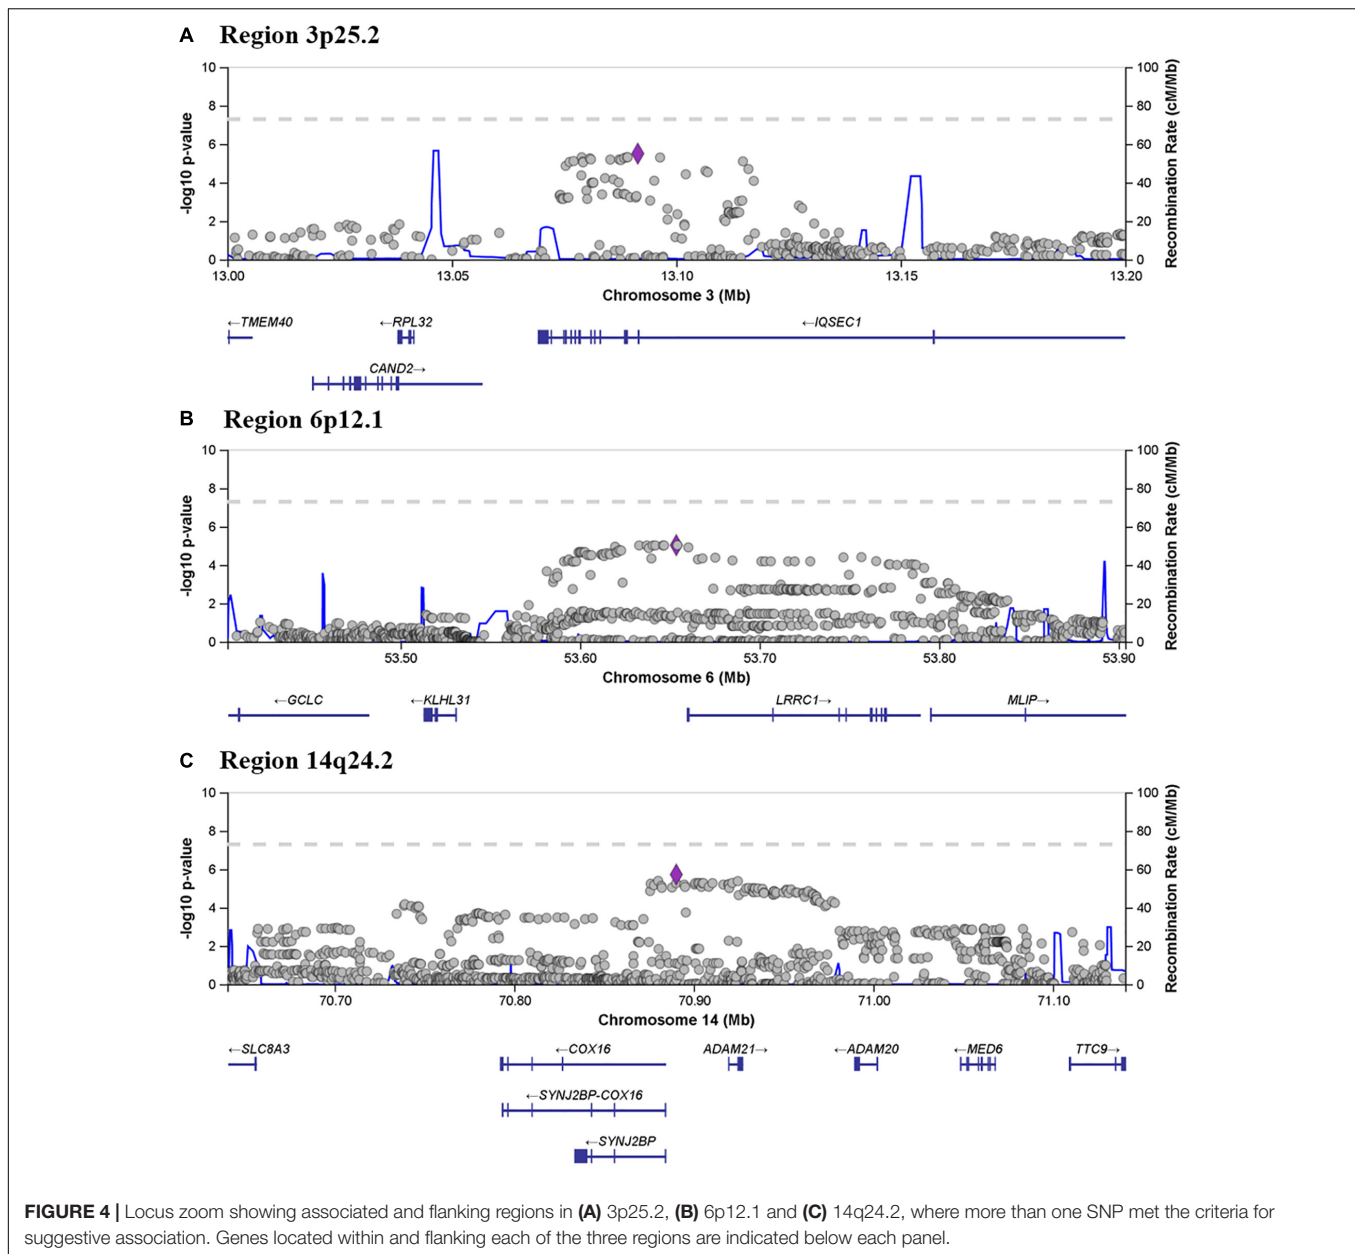 A Region 3p25.2
10
8
6
4
2
0
-log10 p-value
100
80
60
40
20
0
Recombination Rate (cM/Mb)
13.00 13.05 13.10 13.15 13.20
Chromosome 3 (Mb)
←TMEM40 ←RPL32 ←IQSEC1
CAND2→
B Region 6p12.1
10
8
6
4
2
0
-log10 p-value
100
80
60
40
20
0
Recombination Rate (cM/Mb)
53.50 53.60 53.70 53.80 53.90
Chromosome 6 (Mb)
←GCLC ←KLHL31 LRRC1→ MLIP→
C Region 14q24.2
10
8
6
4
2
0
-log10 p-value
100
80
60
40
20
0
Recombination Rate (cM/Mb)
70.70 70.80 70.90 71.00 71.10
Chromosome 14 (Mb)
←SLC8A3 ←COX16 ADAM21→ ←ADAM20 ←MED6 TTC9→
←SYNJ2BP-COX16
←SYNJ2BP
FIGURE 4 | Locus zoom showing associated and flanking regions in (A) 3p25.2, (B) 6p12.1 and (C) 14q24.2, where more than one SNP met the criteria for
suggestive association. Genes located within and flanking each of the three regions are indicated below each panel.